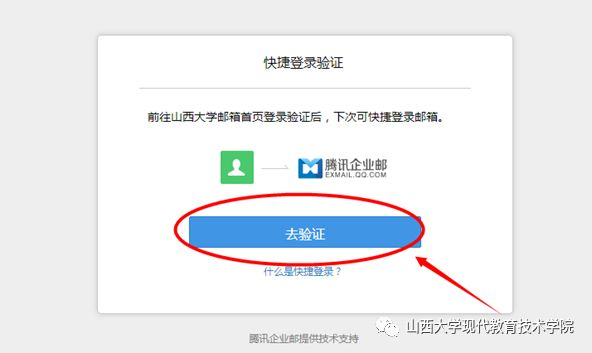 快捷登录验证
前往山西大学邮箱首页登录验证后，下次可快捷登录邮箱。
腾讯企业邮
EXMAIL.QQ.COM
去验证
什么是快捷登录？
山西大学现代教育技术学院
腾讯企业邮提供技术支持